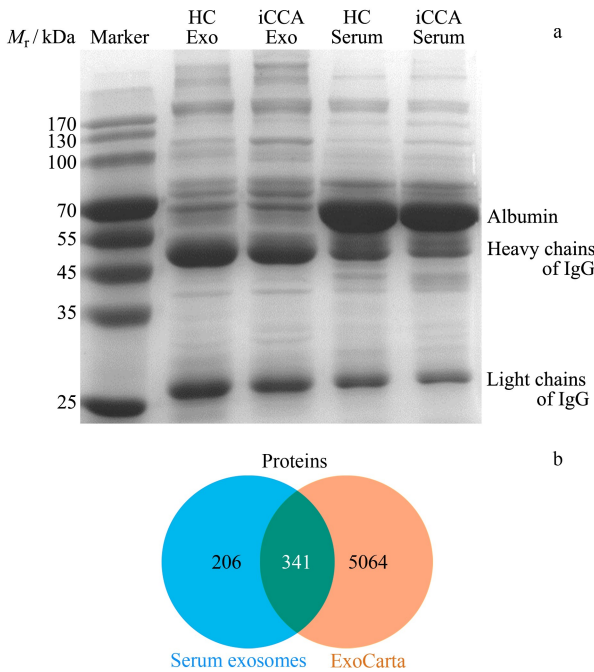 HC iCCA HC iCCA a
Mr / kDa Marker Exo Exo Serum Serum
170
130
100
70
55
45
35
25
Albumin
Heavy chains
of IgG
Light chains
of IgG
Proteins b
206 341 5064
Serum exosomes ExoCarta